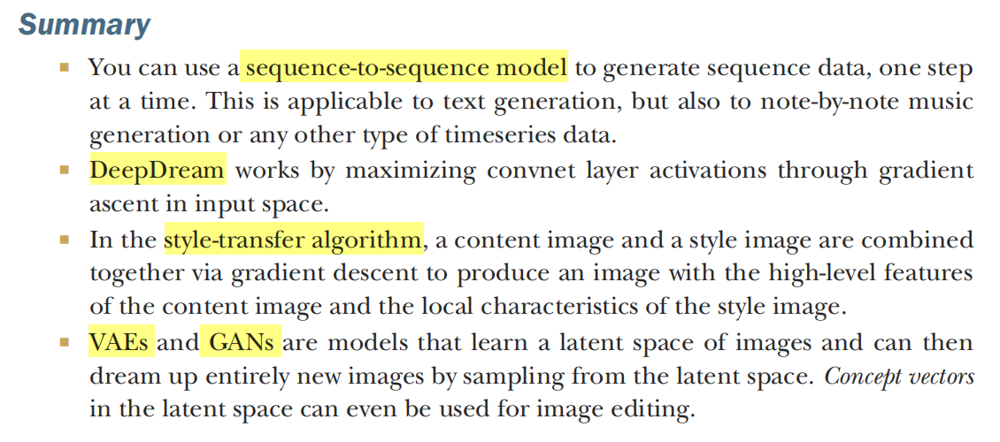 Summary
■ You can use a sequence-to-sequence model to generate sequence data, one step
at a time. This is applicable to text generation, but also to note-by-note music
generation or any other type of timeseries data.
■ DeepDream works by maximizing convnet layer activations through gradient
ascent in input space.
■ In the style-transfer algorithm, a content image and a style image are combined
together via gradient descent to produce an image with the high-level features
of the content image and the local characteristics of the style image.
■ VAEs and GANs are models that learn a latent space of images and can then
dream up entirely new images by sampling from the latent space. Concept vectors
in the latent space can even be used for image editing.